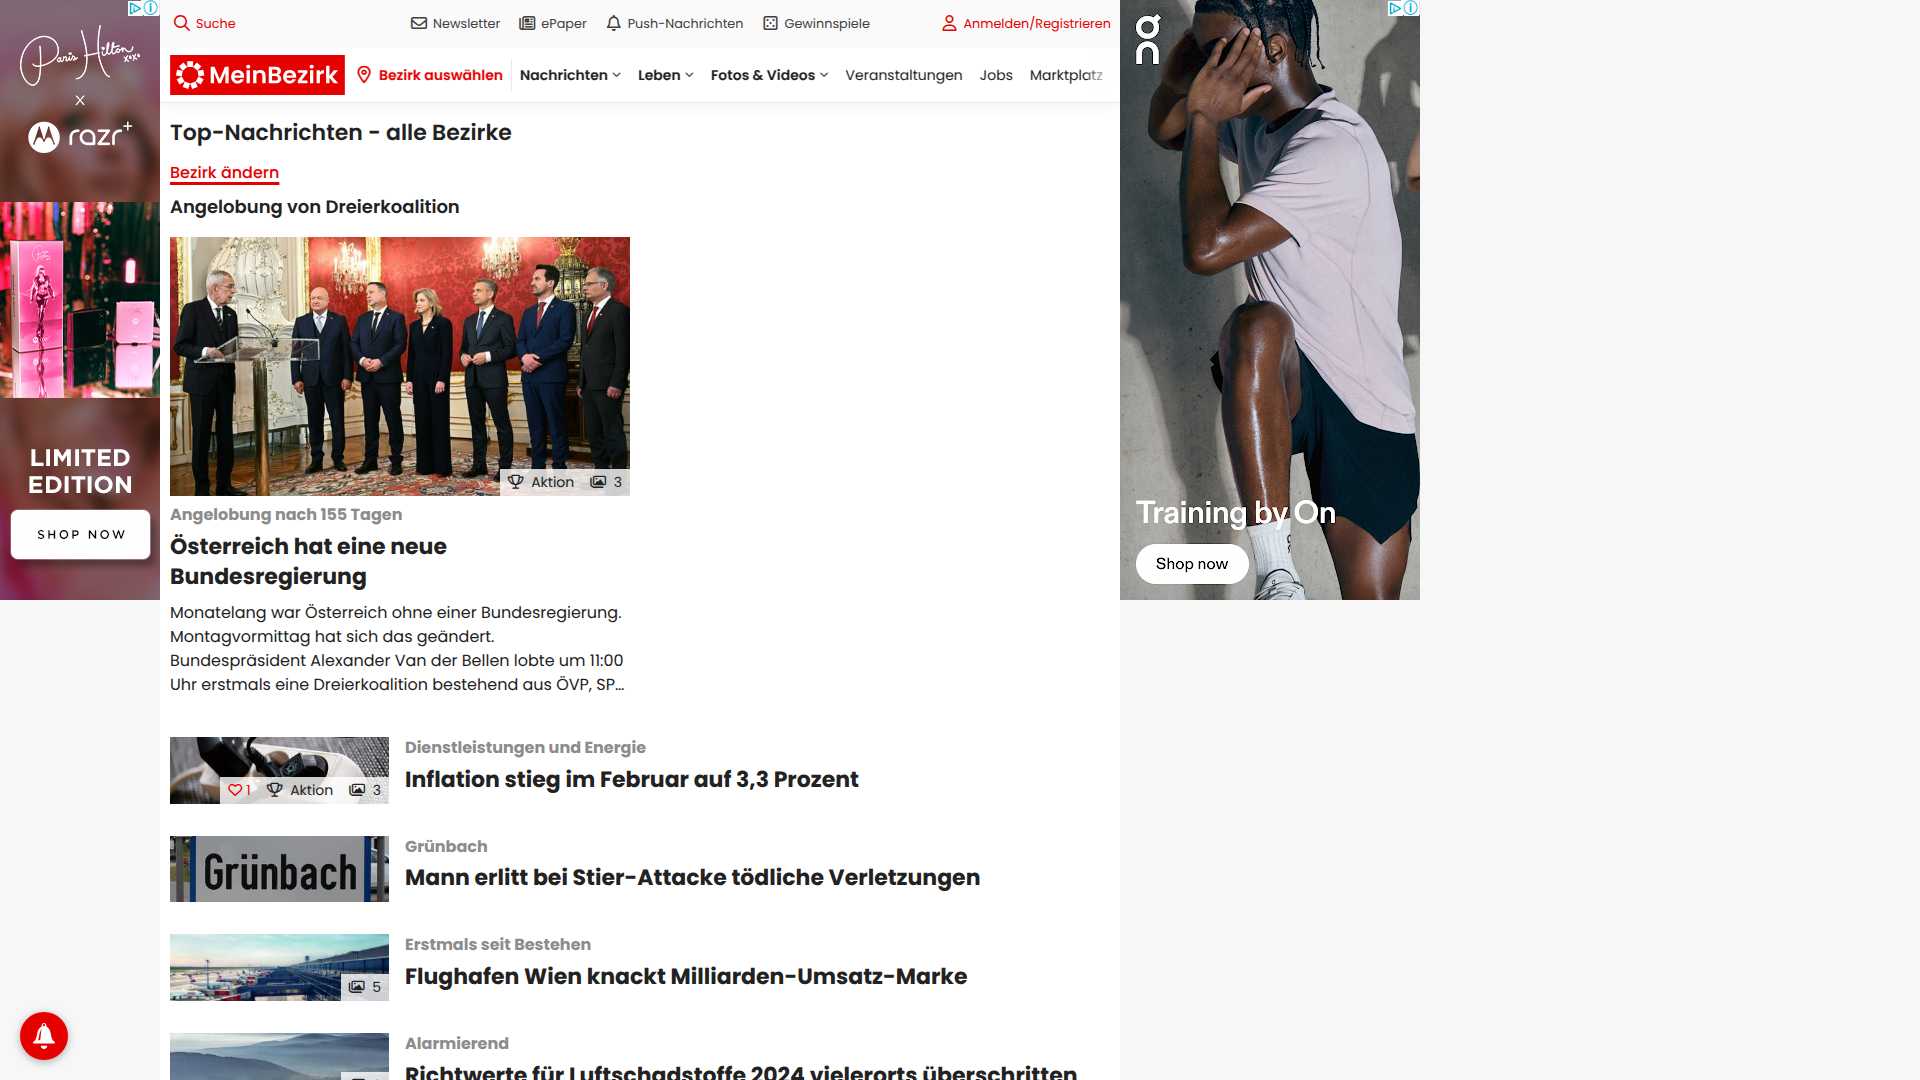 Paris Hilton
xoxo
X
razr+
LIMITED
EDITION
SHOP NOW
Suche
Newsletter
ePaper
Push-Nachrichten
Gewinnspiele
Anmelden/Registrieren
MeinBezirk
Bezirk auswählen
Nachrichten
Leben
Fotos & Videos
Veranstaltungen
Jobs
Marktplatz
Top-Nachrichten - alle Bezirke
Bezirk ändern
Angelobung von Dreierkoalition
Aktion
3
Angelobung nach 155 Tagen
Österreich hat eine neue
Bundesregierung
Monatelang war Österreich ohne einer Bundesregierung.
Montagvormittag hat sich das geändert.
Bundespräsident Alexander Van der Bellen lobte um 11:00
Uhr erstmals eine Dreierkoalition bestehend aus ÖVP, SP...
1
Aktion
3
Dienstleistungen und Energie
Inflation stieg im Februar auf 3,3 Prozent
Grünbach
Grünbach
Mann erlitt bei Stier-Attacke tödliche Verletzungen
5
Erstmals seit Bestehen
Flughafen Wien knackt Milliarden-Umsatz-Marke
Alarmierend
Richtwerte für Luftschadstoffe 2024 vielerorts überschritten
On
Training by On
Shop now